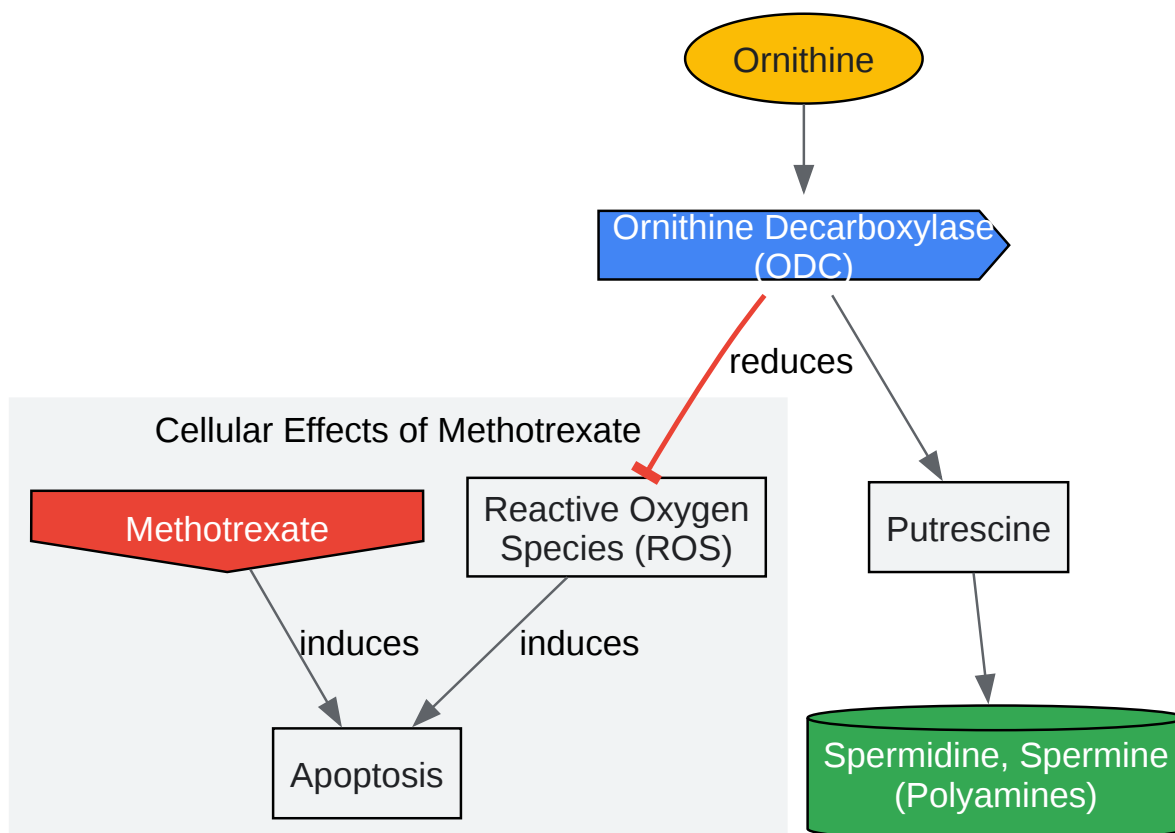 Ornithine
Ornithine Decarboxylase
(ODC)
reduces
Cellular Effects of Methotrexate
Methotrexate
Reactive Oxygen
Species (ROS)
Putrescine
induces
induces
Apoptosis
Spermidine, Spermine
(Polyamines)